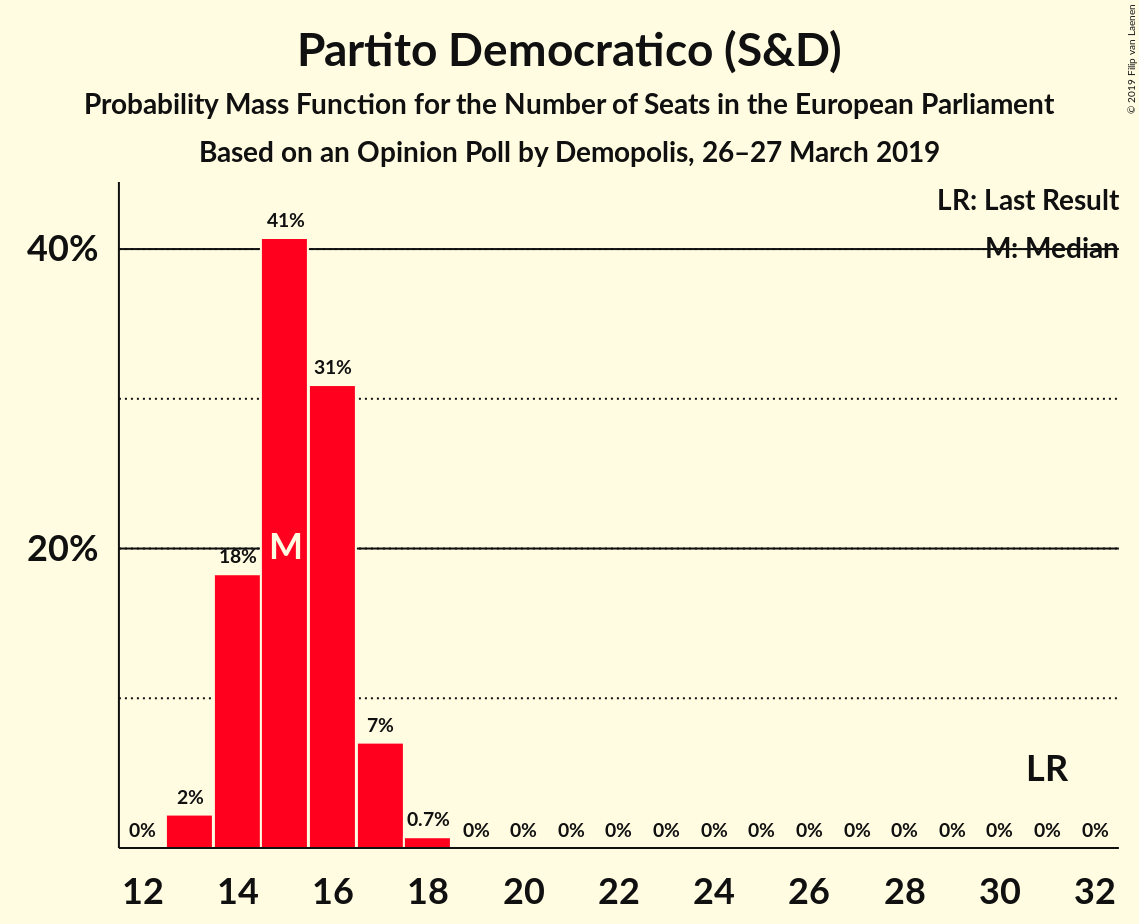 Partito Democratico (S&D)
Probability Mass Function for the Number of Seats in the European Parliament
Based on an Opinion Poll by Demopolis, 26–27 March 2019
© 2019 Filip van Laenen
LR: Last Result
M: Median
40%
20%
0%
2%
18%
41%
31%
7%
0.7%
0%
0%
0%
0%
0%
0%
0%
0%
0%
0%
0%
0%
0%
0%
M
LR
12 14 16 18 20 22 24 26 28 30 32